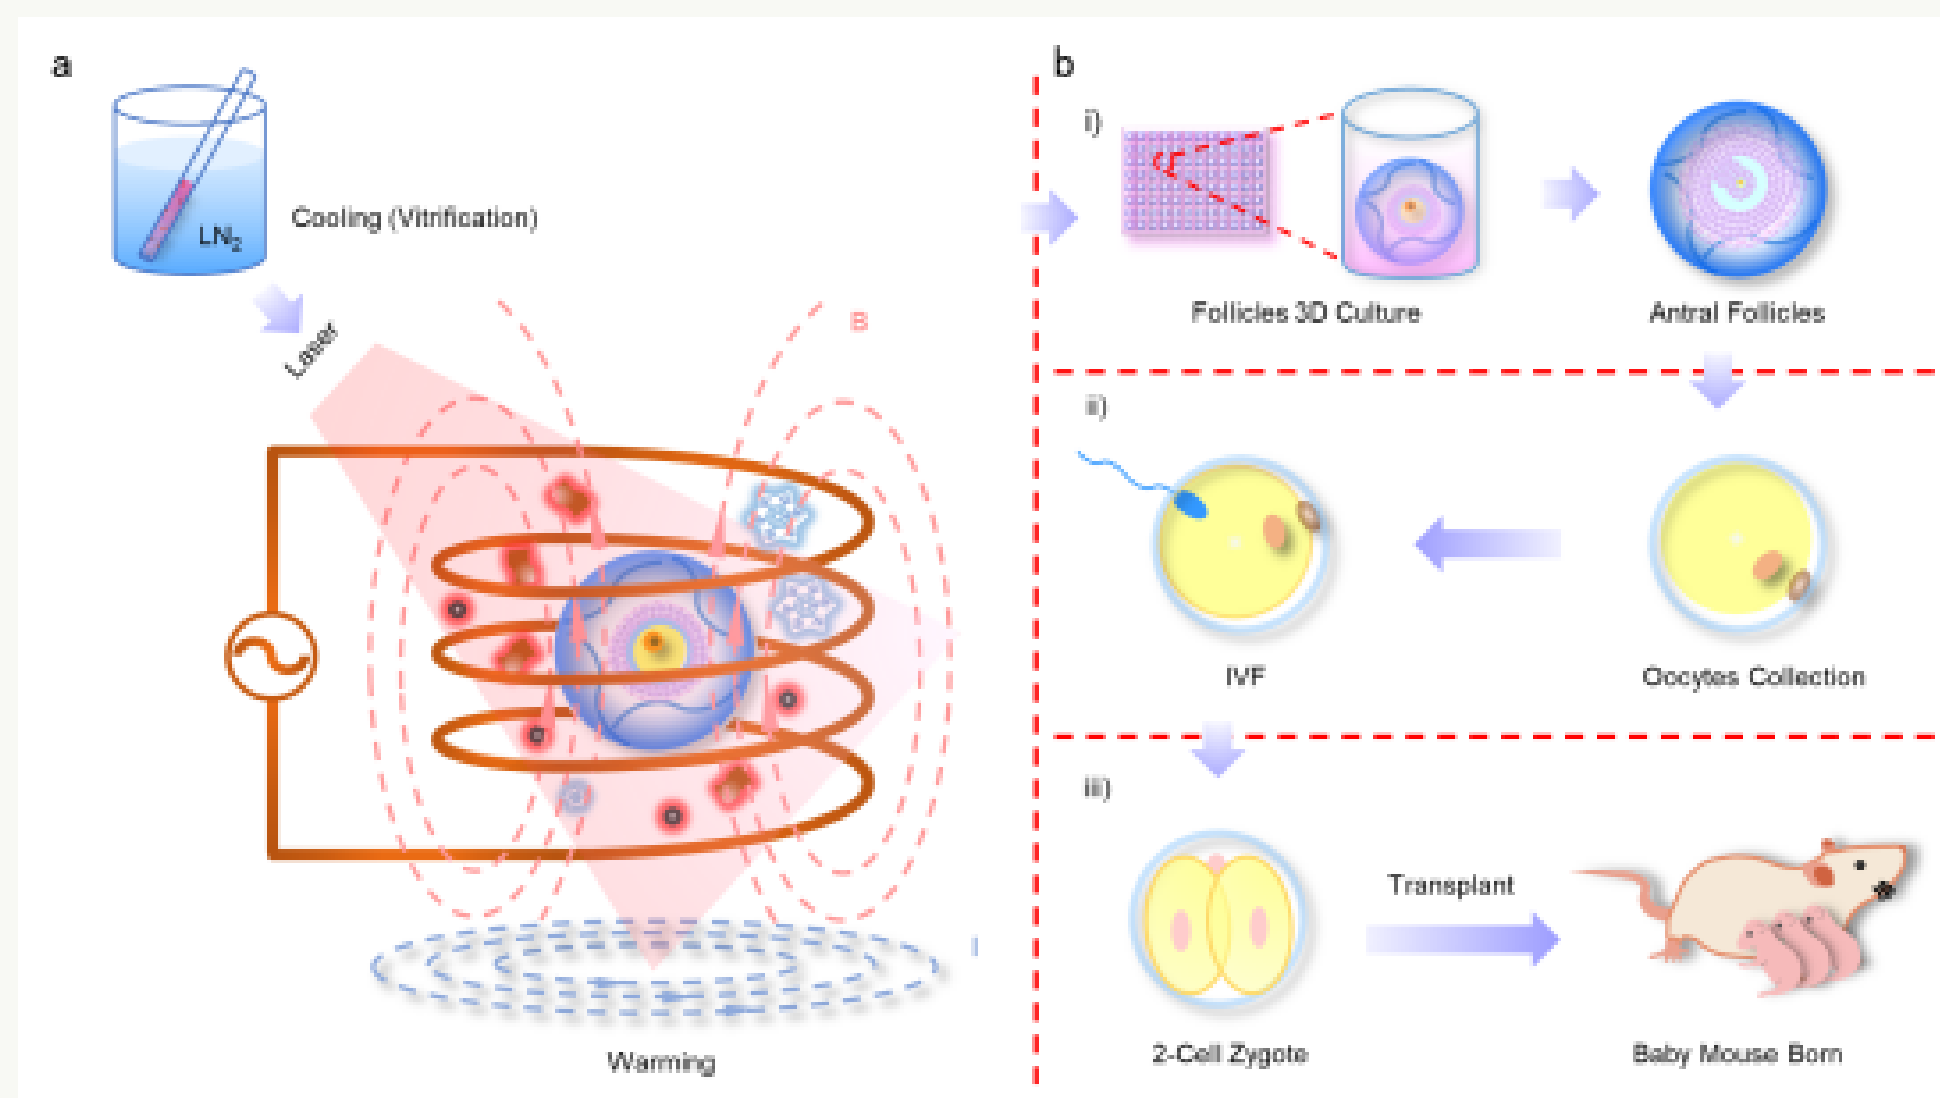 a
LN2
Cooling (Vitrification)
Laser
B
Warming
b
i)
Follicles 3D Culture
Antral Follicles
ii)
IVF
Oocytes Collection
iii)
Transplant
2-Cell Zygote
Baby Mouse Born